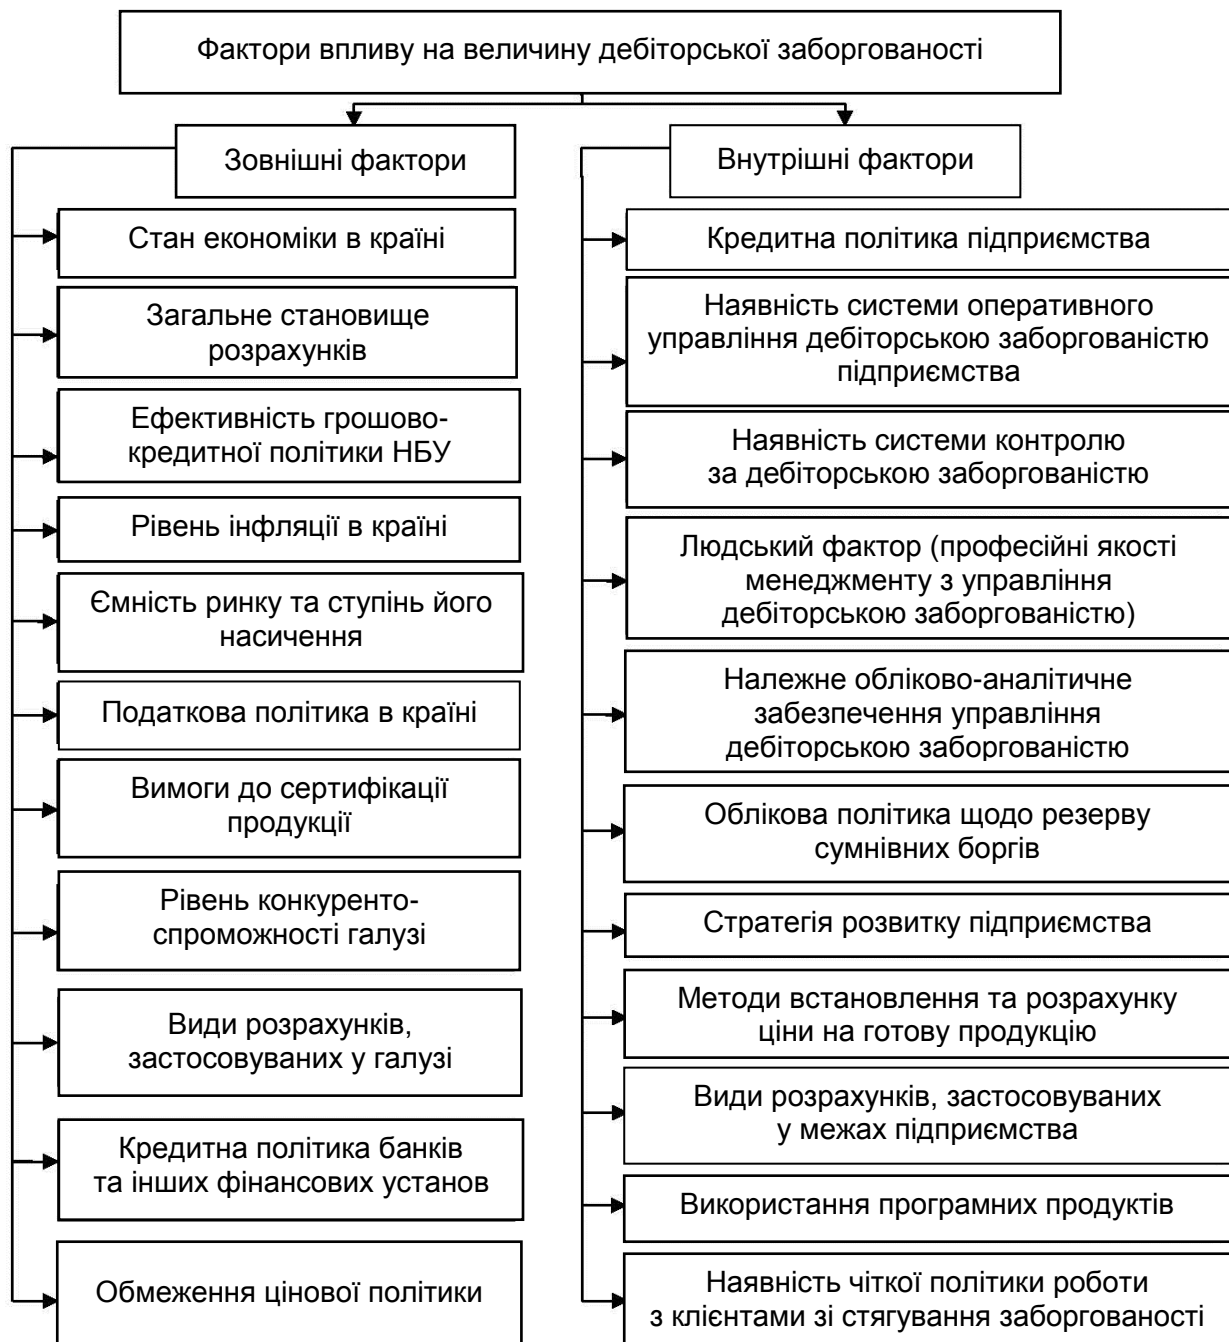 Фактори впливу на величину дебіторської заборгованості
Зовнішні фактори
Стан економіки в країні
Загальне становище
розрахунків
Ефективність грошово-
кредитної політики НБУ
Рівень інфляції в країні
Ємність ринку та ступінь його
насичення
Податкова політика в країні
Вимоги до сертифікації
продукції
Рівень конкуренто-
спроможності галузі
Види розрахунків,
застосовуваних у галузі
Кредитна політика банків
та інших фінансових установ
Обмеження цінової політики
Внутрішні фактори
Кредитна політика підприємства
Наявність системи оперативного
управління дебіторською заборгованістю
підприємства
Наявність системи контролю
за дебіторською заборгованістю
Людський фактор (професійні якості
менеджменту з управління
дебіторською заборгованістю)
Належне обліково-аналітичне
забезпечення управління
дебіторською заборгованістю
Облікова політика щодо резерву
сумнівних боргів
Стратегія розвитку підприємства
Методи встановлення та розрахунку
ціни на готову продукцію
Види розрахунків, застосовуваних
у межах підприємства
Використання програмних продуктів
Наявність чіткої політики роботи
з клієнтами зі стягування заборгованості